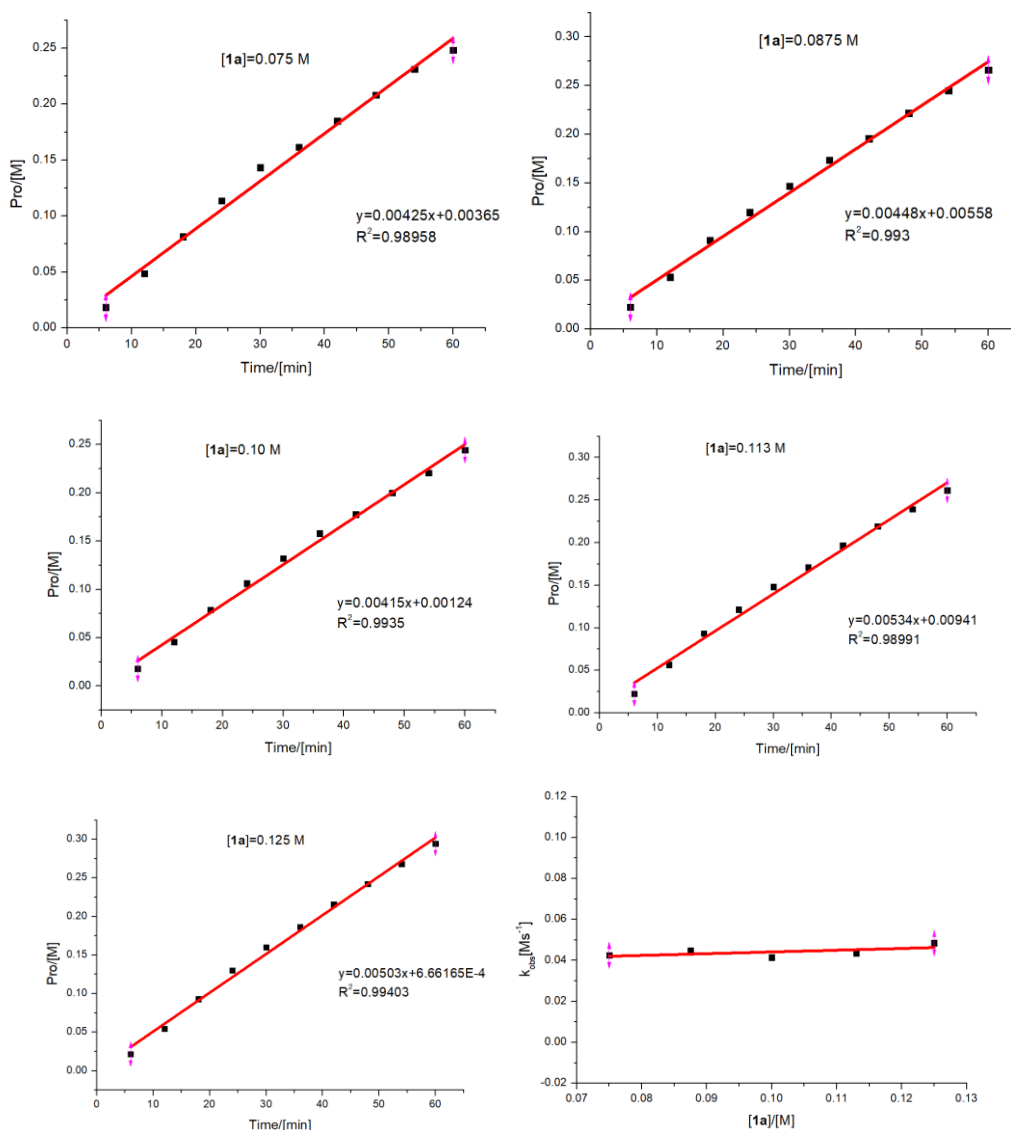 [1a]=0.075 M
Pro/[M]
0.25
0.20
0.15
0.10
0.05
0.00
y=0.00425x+0.00365
R²=0.98958
0 10 20 30 40 50 60
Time/[min]
[1a]=0.0875 M
Pro/[M]
0.30
0.25
0.20
0.15
0.10
0.05
0.00
y=0.00448x+0.00558
R²=0.993
0 10 20 30 40 50 60
Time/[min]
[1a]=0.10 M
Pro/[M]
0.25
0.20
0.15
0.10
0.05
0.00
y=0.00415x+0.00124
R²=0.9935
0 10 20 30 40 50 60
Time/[min]
[1a]=0.113 M
Pro/[M]
0.30
0.25
0.20
0.15
0.10
0.05
0.00
y=0.00534x+0.00941
R²=0.98991
0 10 20 30 40 50 60
Time/[min]
[1a]=0.125 M
Pro/[M]
0.30
0.25
0.20
0.15
0.10
0.05
0.00
y=0.00503x+6.66165E-4
R²=0.99403
0 10 20 30 40 50 60
Time/[min]
k_obs[Ms⁻¹]
0.12
0.10
0.08
0.06
0.04
0.02
0.00
-0.02
0.07 0.08 0.09 0.10 0.11 0.12 0.13
[1a]/[M]